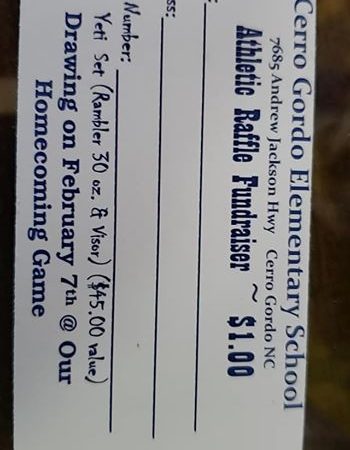 Cerro Gordo Elementary School
7685 Andrew Jackson Hwy Cerro Gordo NC
Athletic Raffle Fundraiser ~ $1.00
:
ss:
Number:
Yeti Set (Rambler 30 oz. & Visor) ($45.00 value)
Drawing on February 7th @ Our
Homecoming Game